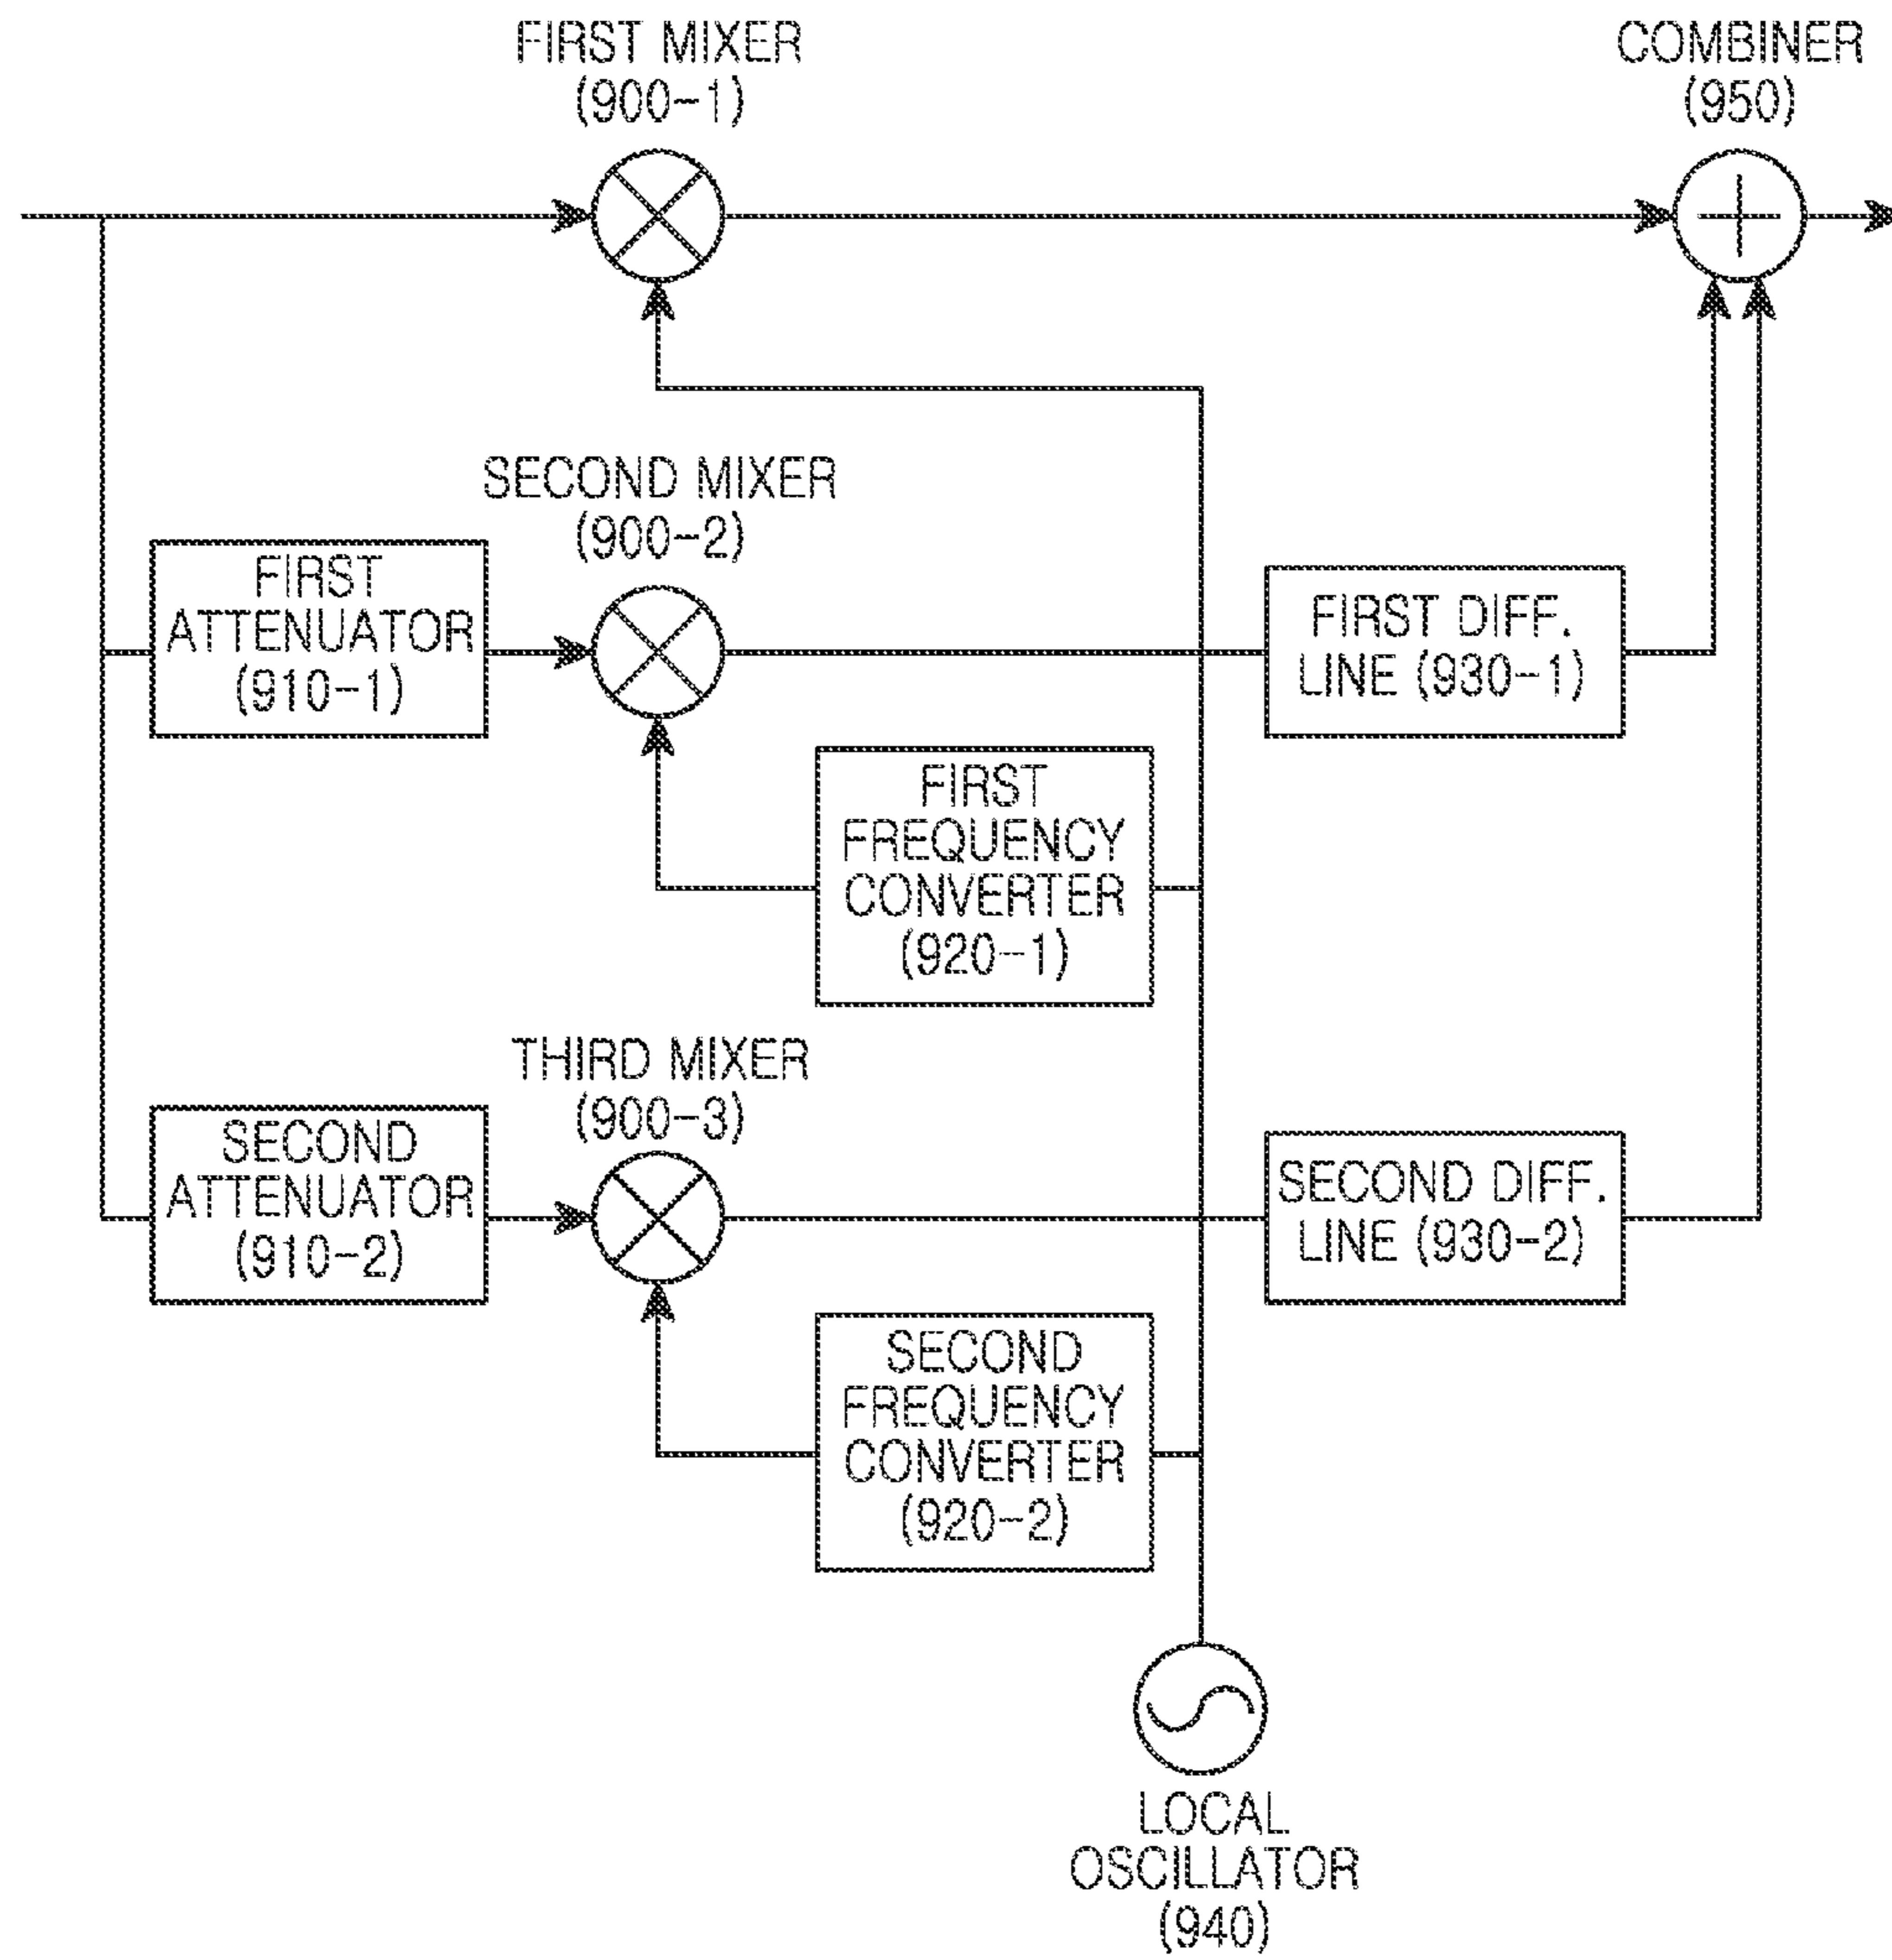 FIRST MIXER
(900-1)
COMBINER
(950)
SECOND MIXER
(900-2)
FIRST
ATTENUATOR
(910-1)
FIRST DIFF.
LINE (930-1)
FIRST
FREQUENCY
CONVERTER
(920-1)
THIRD MIXER
(900-3)
SECOND
ATTENUATOR
(910-2)
SECOND DIFF.
LINE (930-2)
SECOND
FREQUENCY
CONVERTER
(920-2)
LOCAL
OSCILLATOR
(940)